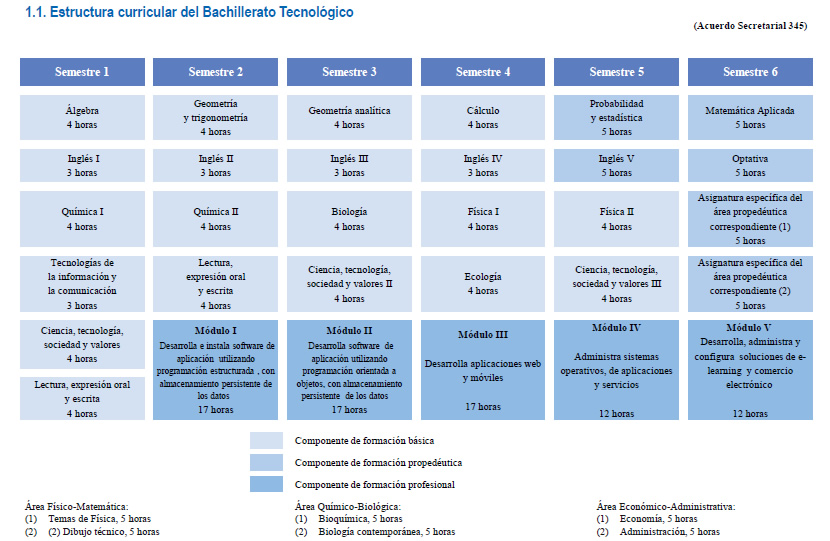 1.1. Estructura curricular del Bachillerato Tecnológico
(Acuerdo Secretarial 345)
Semestre 1
Semestre 2
Semestre 3
Semestre 4
Semestre 5
Semestre 6
Álgebra
4 horas
Geometría
y trigonometría
4 horas
Geometría analítica
4 horas
Cálculo
4 horas
Probabilidad
y estadística
5 horas
Matemática Aplicada
5 horas
Inglés I
3 horas
Inglés II
3 horas
Inglés III
3 horas
Inglés IV
3 horas
Inglés V
5 horas
Optativa
5 horas
Química I
4 horas
Química II
4 horas
Biología
4 horas
Física I
4 horas
Física II
4 horas
Asignatura específica del
área propedéutica
correspondiente (1)
5 horas
Tecnologías de
la información y
la comunicación
3 horas
Lectura,
expresión oral
y escrita
4 horas
Ciencia, tecnología,
sociedad y valores II
4 horas
Ecología
4 horas
Ciencia, tecnología,
sociedad y valores III
4 horas
Asignatura específica del
área propedéutica
correspondiente (2)
5 horas
Ciencia, tecnología,
sociedad y valores
4 horas
Lectura, expresión oral
y escrita
4 horas
Módulo I
Desarrolla e instala software de
aplicación utilizando
programación estructurada , con
almacenamiento persistente de
los datos
17 horas
Módulo II
Desarrolla software de
aplicación utilizando
programación orientada a
objetos, con almacenamiento
persistente de los datos
17 horas
Módulo III
Desarrolla aplicaciones web
y móviles
17 horas
Módulo IV
Administra sistemas
operativos, de aplicaciones
y servicios
12 horas
Módulo V
Desarrolla, administra y
configura soluciones de e-
learning y comercio
electrónico
12 horas
Componente de formación básica
Componente de formación propedéutica
Componente de formación profesional
Área Físico-Matemática:
(1) Temas de Física, 5 horas
(2) (2) Dibujo técnico, 5 horas
Área Químico-Biológica:
(1) Bioquímica, 5 horas
(2) Biología contemporánea, 5 horas
Área Económico-Administrativa:
(1) Economía, 5 horas
(2) Administración, 5 horas